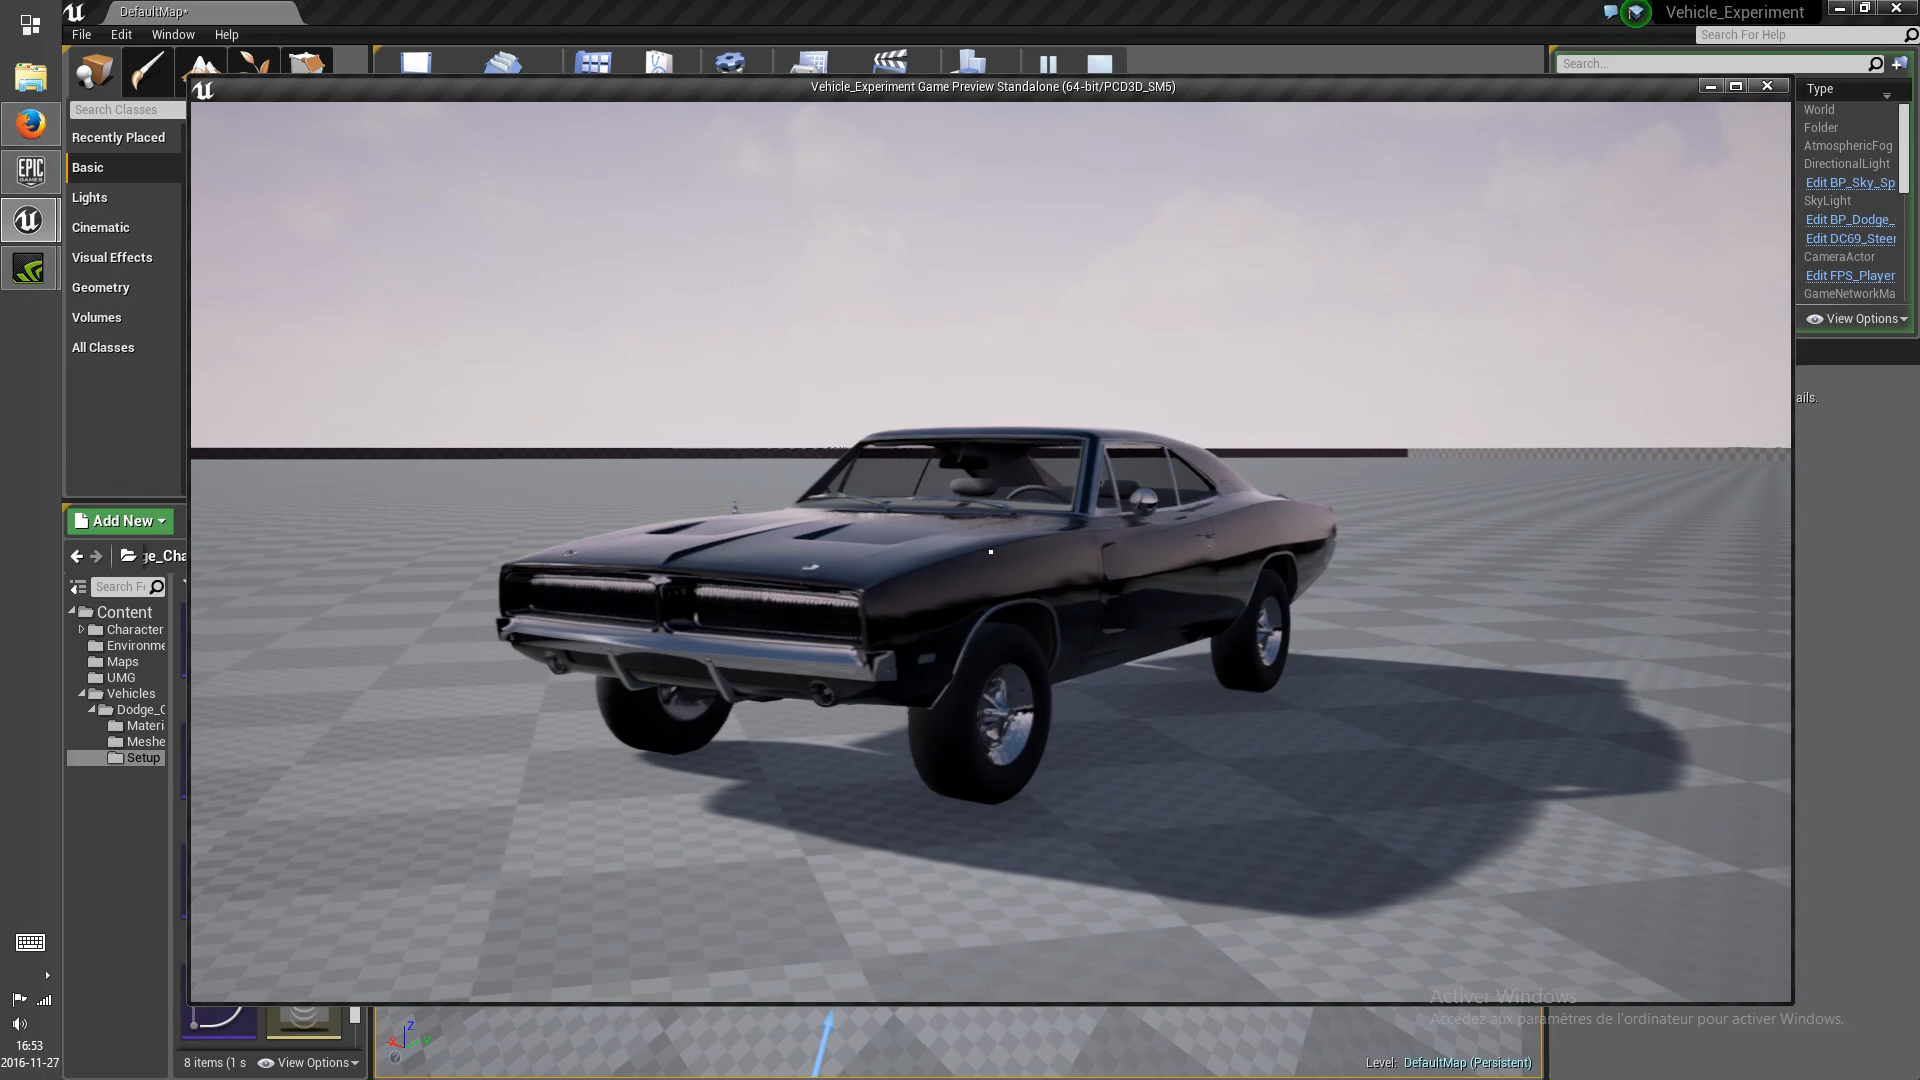 DefaultMap*
Vehicle_Experiment
File Edit Window Help
Search For Help
Search...
Vehicle_Experiment Game Preview Standalone (64-bit/PCD3D_SM5)
Search Classes
Recently Placed
Basic
Lights
Cinematic
Visual Effects
Geometry
Volumes
All Classes
Type
World
Folder
AtmosphericFog
DirectionalLight
Edit BP_Sky_Sp
SkyLight
Edit BP_Dodge_
Edit DC69_Steer
CameraActor
Edit FPS_Player
GameNetworkMa
View Options
ails.
EPIC
GAMES
Add New
ge_Cha
Search F
Content
Character
Environme
Maps
UMG
Vehicles
Dodge_C
Materi
Meshe
Setup
8 items (1 s
View Options
Z
X
Y
Activer Windows
Accédez aux paramètres de l'ordinateur pour activer Windows.
Level: DefaultMap (Persistent)
16:53
2016-11-27